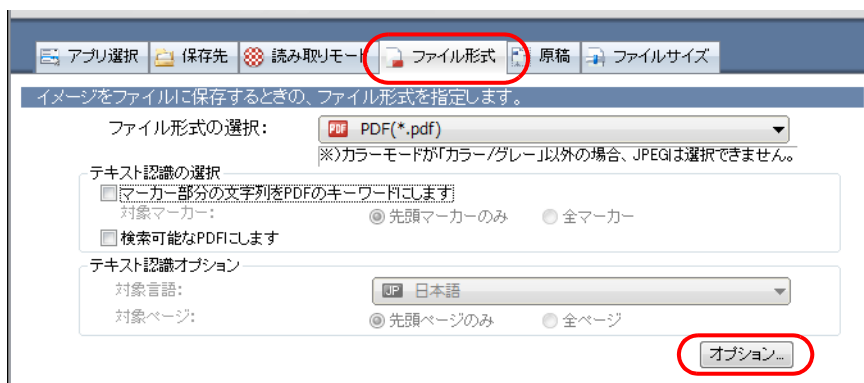 アプリ選択 保存先 読み取りモード ファイル形式 原稿 ファイルサイズ
イメージをファイルに保存するときの、ファイル形式を指定します。
ファイル形式の選択: PDF PDF(*.pdf)
※)カラーモードが「カラー/グレー」以外の場合、JPEGは選択できません。
テキスト認識の選択
マーカー部分の文字列をPDFのキーワードにします
対象マーカー: 先頭マーカーのみ 全マーカー
検索可能なPDFにします
テキスト認識オプション
対象言語: JP 日本語
対象ページ: 先頭ページのみ 全ページ
オプション...